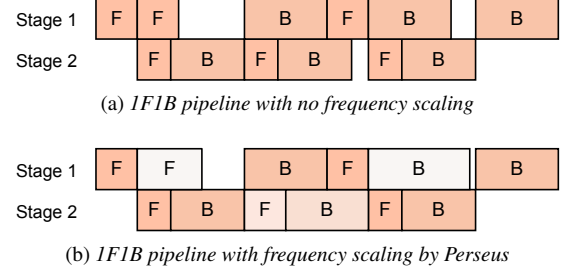 Stage 1 F F B F B B
Stage 2 F B F B F B
(a) 1F1B pipeline with no frequency scaling
Stage 1 F F B F B B
Stage 2 F B F B F B
(b) 1F1B pipeline with frequency scaling by Perseus